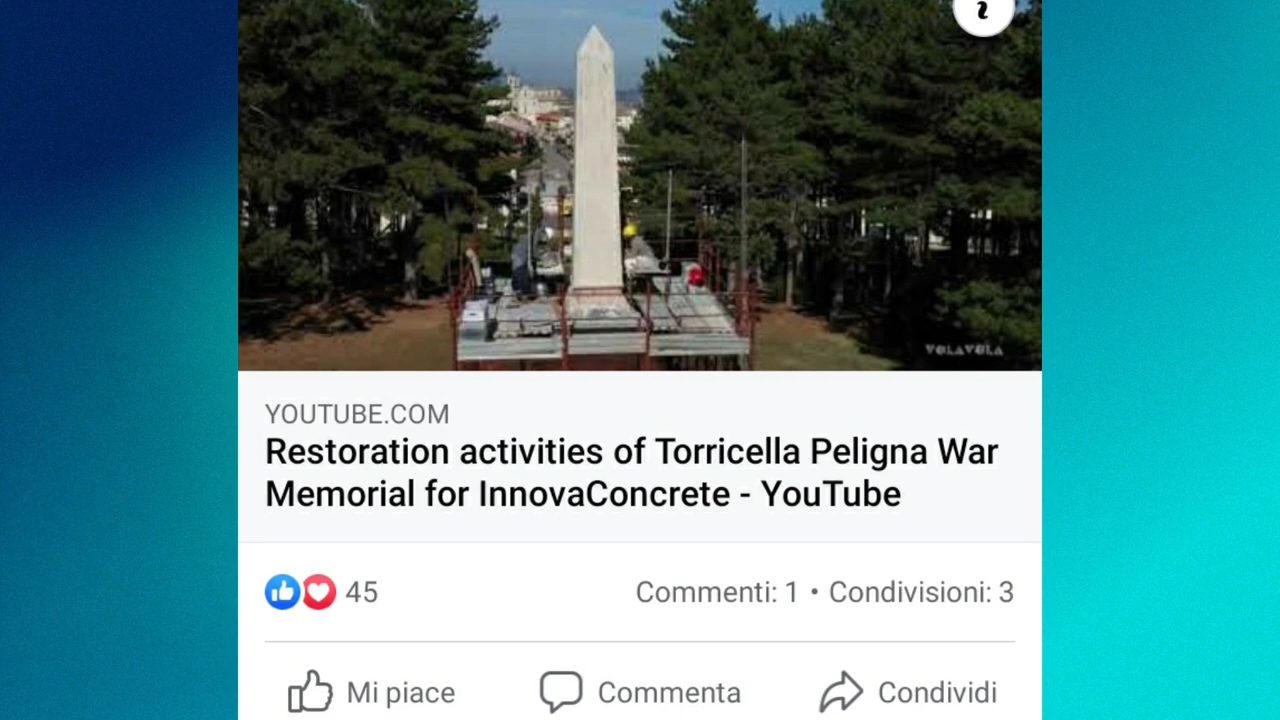 i
VOLAVOLA
YOUTUBE.COM
Restoration activities of Torricella Peligna War
Memorial for InnovaConcrete - YouTube
45
Commenti: 1 • Condivisioni: 3
Mi piace
Commenta
Condividi